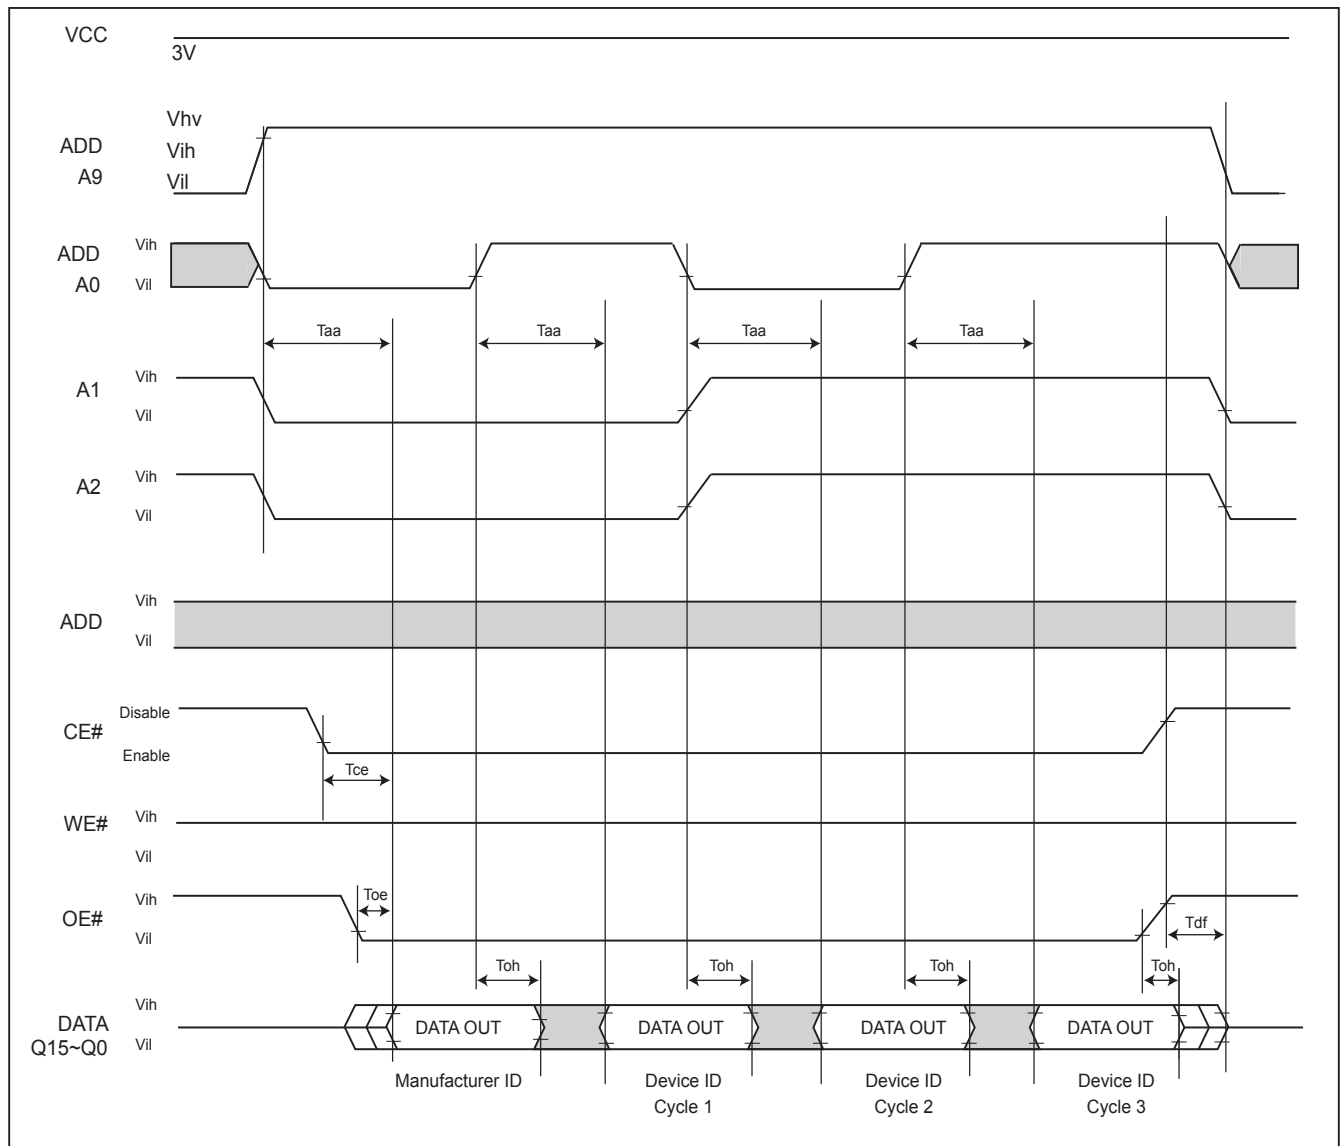 VCC
3V
Vhv
ADD
Vih
A9
Vil
ADD
Vih
A0
Vil
Taa
Taa
Taa
Taa
A1
Vih
Vil
A2
Vih
Vil
ADD
Vih
Vil
CE#
Disable
Enable
Tce
WE#
Vih
Vil
OE#
Vih
Vil
Toe
Tdf
Toh
Toh
Toh
Toh
DATA
Q15~Q0
Vih
Vil
DATA OUT
DATA OUT
DATA OUT
DATA OUT
Manufacturer ID
Device ID
Cycle 1
Device ID
Cycle 2
Device ID
Cycle 3